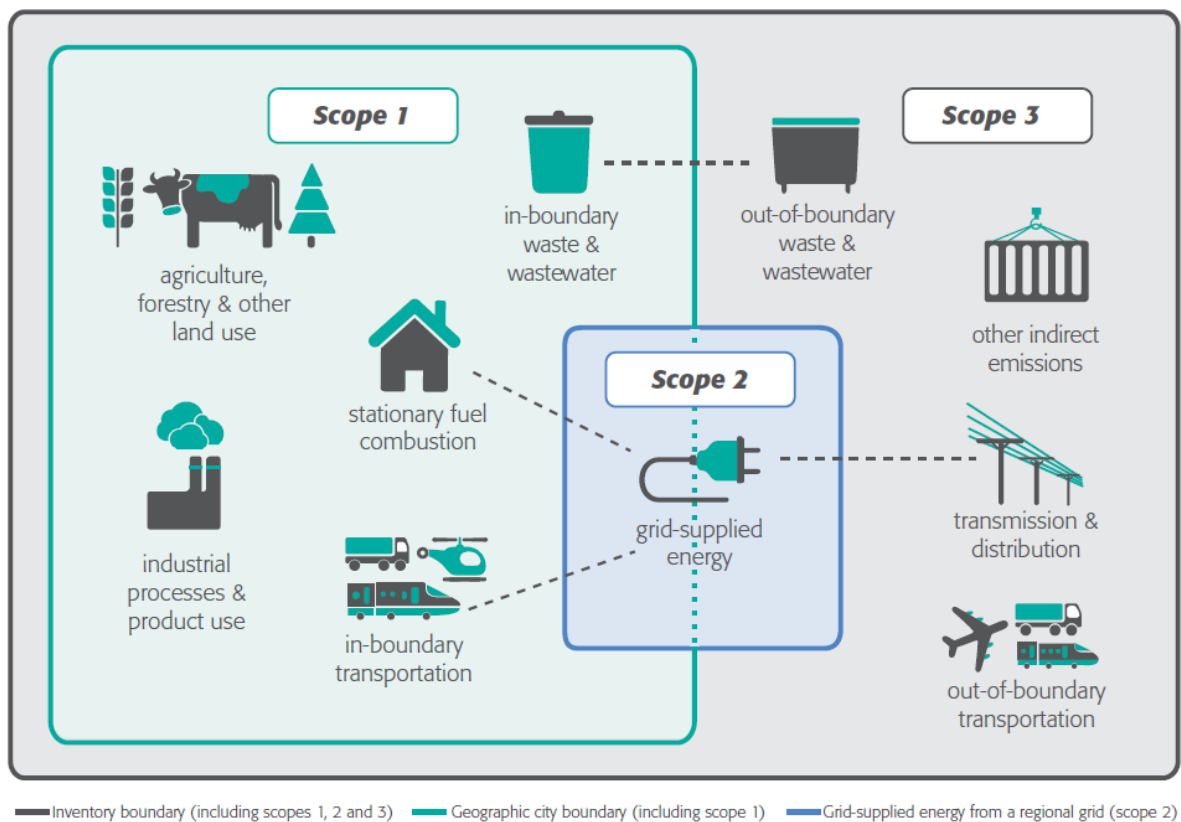 Scope 1
Scope 3
in-boundary
waste &
wastewater
out-of-boundary
waste &
wastewater
agriculture,
forestry & other
land use
other indirect
emissions
Scope 2
stationary fuel
combustion
grid-supplied
energy
transmission &
distribution
industrial
processes &
product use
in-boundary
transportation
out-of-boundary
transportation
Inventory boundary (including scopes 1, 2 and 3)
Geographic city boundary (including scope 1)
Grid-supplied energy from a regional grid (scope 2)